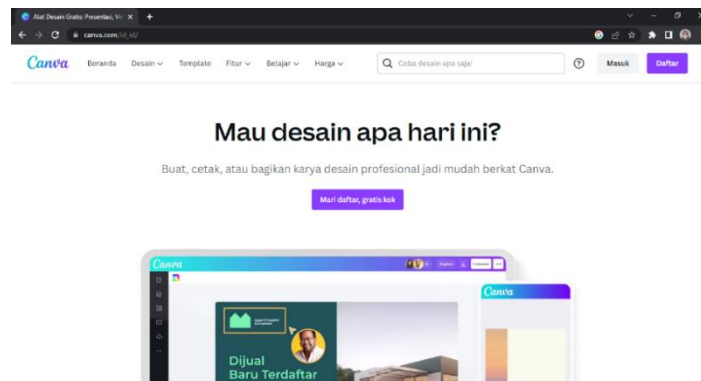 Alat Desain Gratis: Presentasi, Vi
canva.com/id_id/
Canva Beranda Desain Template Fitur Belajar Harga Coba desain apa saja! Masuk Daftar
Mau desain apa hari ini?
Buat, cetak, atau bagikan karya desain profesional jadi mudah berkat Canva.
Mari daftar, gratis kok
Canva
Canva
Dijual
Baru Terdaftar